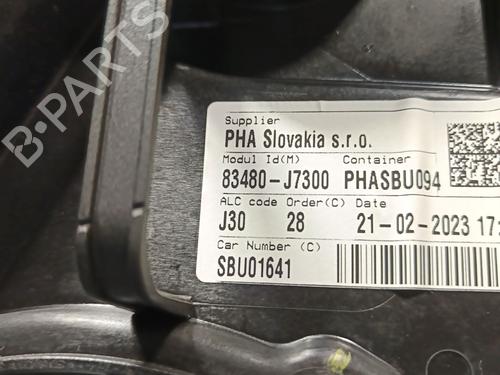 Supplier
PHA Slovakia s.r.o.
Modul Id(M) Container
83480-J7300 PHASBU094
ALC code Order(C) Date
J30 28 21-02-2023 17:
Car Number (C)
SBU01641
B-PARTS